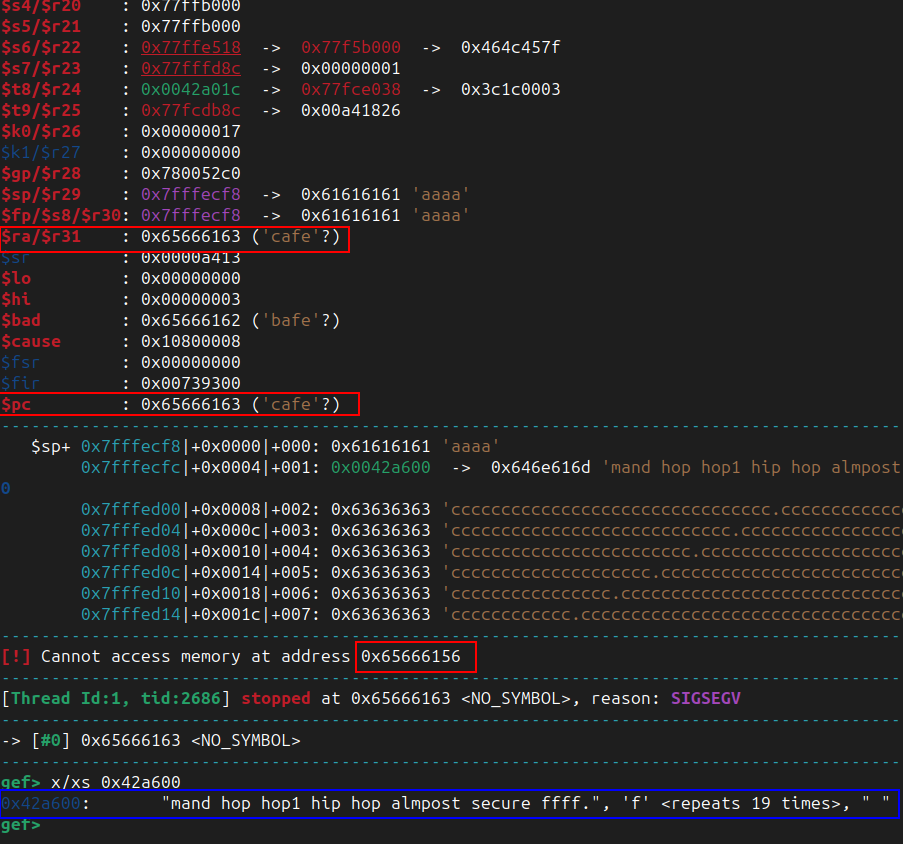 $s4/$r20    : 0x77ffb000
$s5/$r21    : 0x77ffb000
$s6/$r22    : 0x77ffe518  ->  0x77f5b000  ->  0x464c457f
$s7/$r23    : 0x77fffd8c  ->  0x00000001
$t8/$r24    : 0x0042a01c  ->  0x77fce038  ->  0x3c1c0003
$t9/$r25    : 0x77fcdb8c  ->  0x00a41826
$k0/$r26    : 0x00000017
$k1/$r27    : 0x00000000
$gp/$r28    : 0x780052c0
$sp/$r29    : 0x7fffecf8  ->  0x61616161 'aaaa'
$fp/$s8/$r30: 0x7fffecf8  ->  0x61616161 'aaaa'
$ra/$r31    : 0x65666163 ('cafe'?)
$sr         : 0x0000a413
$lo         : 0x00000000
$hi         : 0x00000003
$bad        : 0x65666162 ('bafe'?)
$cause      : 0x10800008
$fsr        : 0x00000000
$fir        : 0x00739300
$pc         : 0x65666163 ('cafe'?)
$sp+ 0x7fffecf8|+0x0000|+000: 0x61616161 'aaaa'
0x7fffecfc|+0x0004|+001: 0x0042a600  ->  0x646e616d 'mand hop hop1 hip hop almpost
0
0x7fffed00|+0x0008|+002: 0x63636363 'cccccccccccccccccccccccccccccccc.ccccccccccccc
0x7fffed04|+0x000c|+003: 0x63636363 'cccccccccccccccccccccccccccc.ccccccccccccccccc
0x7fffed08|+0x0010|+004: 0x63636363 'cccccccccccccccccccccccc.ccccccccccccccccccccc
0x7fffed0c|+0x0014|+005: 0x63636363 'cccccccccccccccccccc.ccccccccccccccccccccccccc
0x7fffed10|+0x0018|+006: 0x63636363 'cccccccccccccccc.ccccccccccccccccccccccccccccc
0x7fffed14|+0x001c|+007: 0x63636363 'cccccccccccc.ccccccccccccccccccccccccccccccccc
[!] Cannot access memory at address 0x65666156
[Thread Id:1, tid:2686] stopped at 0x65666163 <NO_SYMBOL>, reason: SIGSEGV
-> [#0] 0x65666163 <NO_SYMBOL>
gef> x/xs 0x42a600
0x42a600:       "mand hop hop1 hip hop almpost secure ffff.", 'f' <repeats 19 times>, " "
gef>